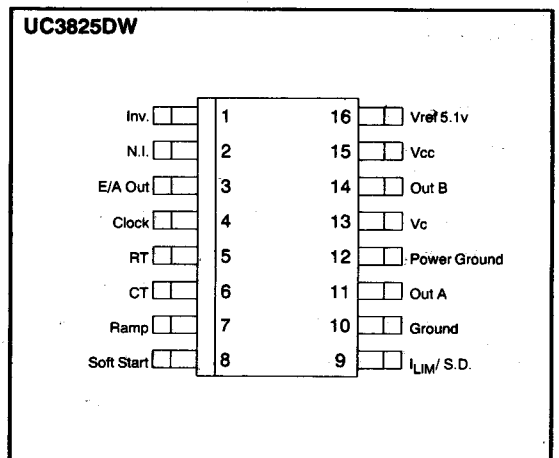 UC3825DW
Inv. 1 16 Vref 5.1v
N.I. 2 15 Vcc
E/A Out 3 14 Out B
Clock 4 13 Vc
RT 5 12 Power Ground
CT 6 11 Out A
Ramp 7 10 Ground
Soft Start 8 9 ILIM/ S.D.